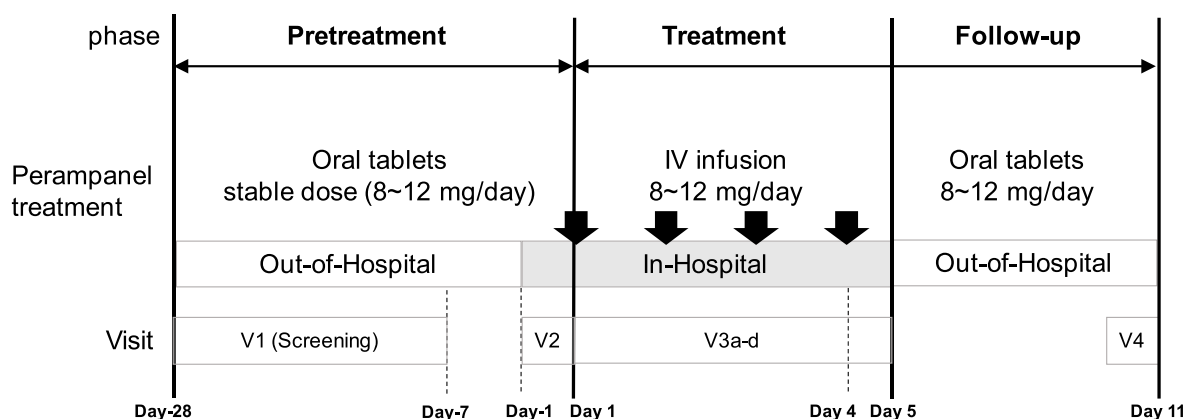 phase Pretreatment Treatment Follow-up
Perampanel treatment
Oral tablets
stable dose (8~12 mg/day)
IV infusion
8~12 mg/day
Oral tablets
8~12 mg/day
Out-of-Hospital In-Hospital Out-of-Hospital
Visit V1 (Screening) V2 V3a-d V4
Day-28 Day-7 Day-1 Day 1 Day 4 Day 5 Day 11